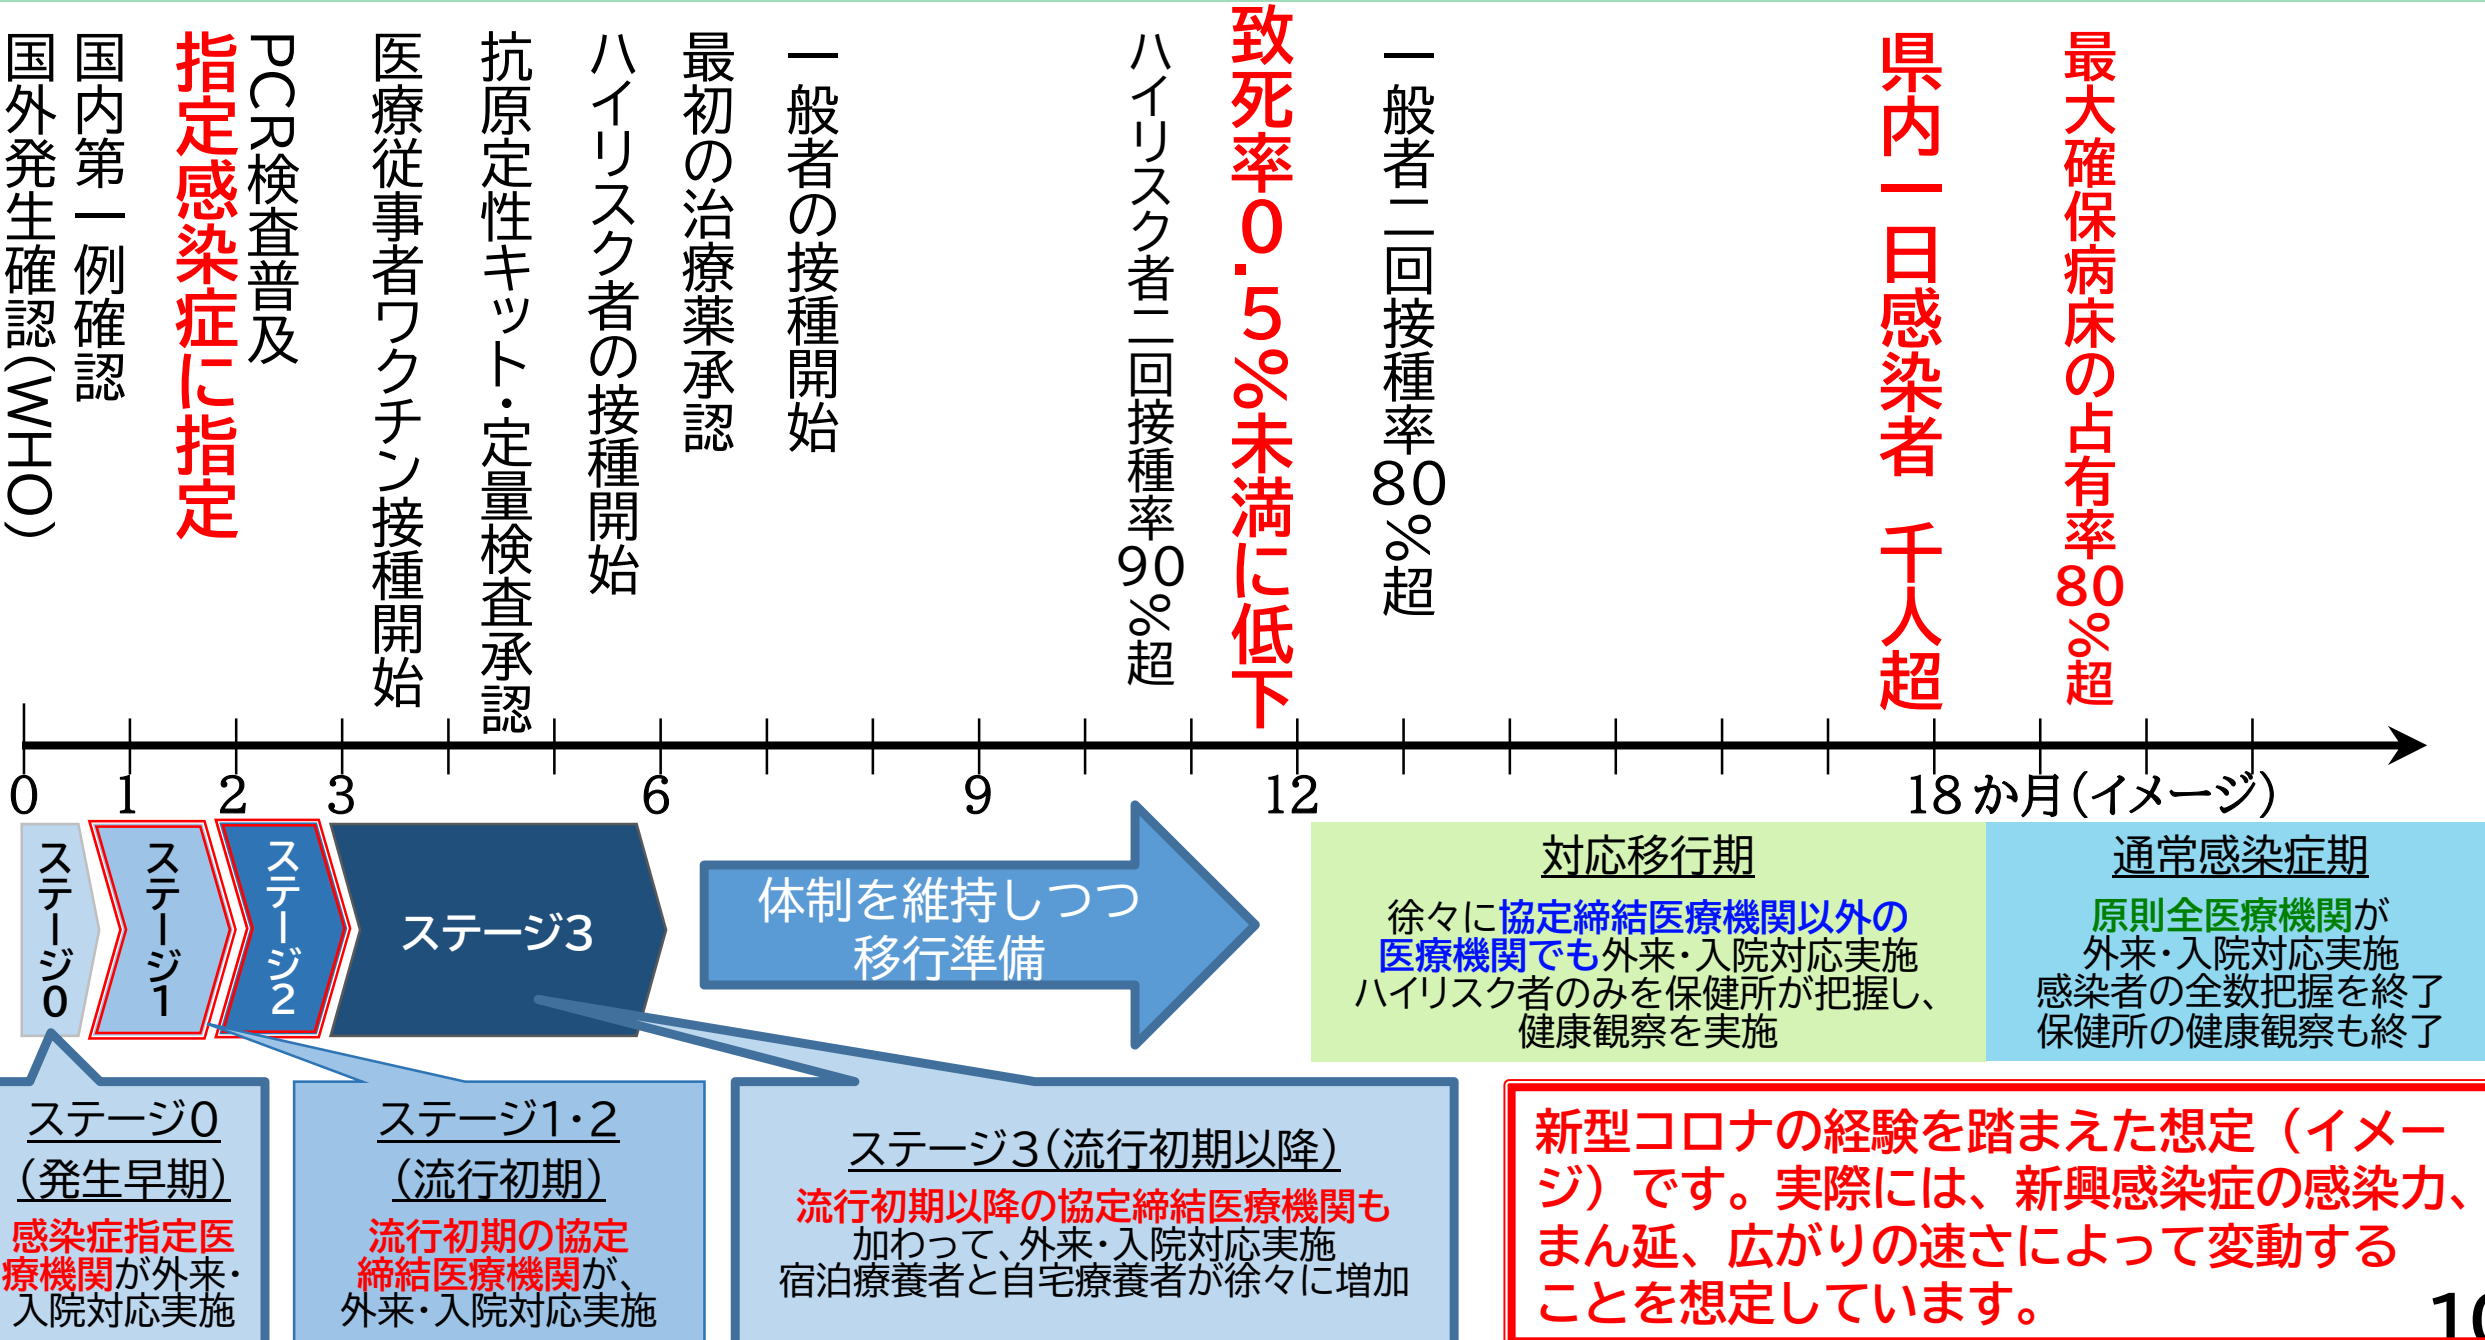 国外発生確認（WHO）
国内第一例確認
指定感染症に指定
PCR検査普及
医療従事者ワクチン接種開始
抗原定性キット・定量検査承認
ハイリスク者の接種開始
最初の治療薬承認
一般者の接種開始
ハイリスク者二回接種率90％超
致死率０．５％未満に低下
一般者二回接種率80％超
県内一日感染者 千人超
最大確保病床の占有率80％超
0 1 2 3 6 9 12 18 か月（イメージ）
ステージ0
ステージ1
ステージ2
ステージ3
体制を維持しつつ
移行準備
対応移行期
徐々に協定締結医療機関以外の
医療機関でも外来・入院対応実施
ハイリスク者のみを保健所が把握し、
健康観察を実施
通常感染症期
原則全医療機関が
外来・入院対応実施
感染者の全数把握を終了
保健所の健康観察も終了
ステージ0
（発生早期）
感染症指定医
療機関が外来・
入院対応実施
ステージ1・2
（流行初期）
流行初期の協定
締結医療機関が、
外来・入院対応実施
ステージ3（流行初期以降）
流行初期以降の協定締結医療機関も
加わって、外来・入院対応実施
宿泊療養者と自宅療養者が徐々に増加
新型コロナの経験を踏まえた想定（イメー
ジ）です。実際には、新興感染症の感染力、
まん延、広がりの速さによって変動する
ことを想定しています。